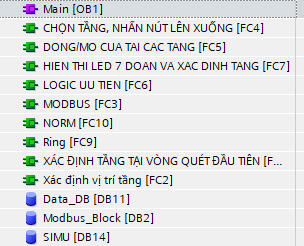 Main [OB1]
CHỌN TẦNG, NHẤN NÚT LÊN XUỐNG [FC4]
DONG/MO CUA TAI CAC TANG [FC5]
HIEN THI LED 7 DOAN VA XAC DINH TANG [FC7]
LOGIC UU TIEN [FC6]
MODBUS [FC3]
NORM [FC10]
Ring [FC9]
XÁC ĐỊNH TẦNG TẠI VÒNG QUÉT ĐẦU TIÊN [F...
Xác định vị trí tầng [FC2]
Data_DB [DB11]
Modbus_Block [DB2]
SIMU [DB14]